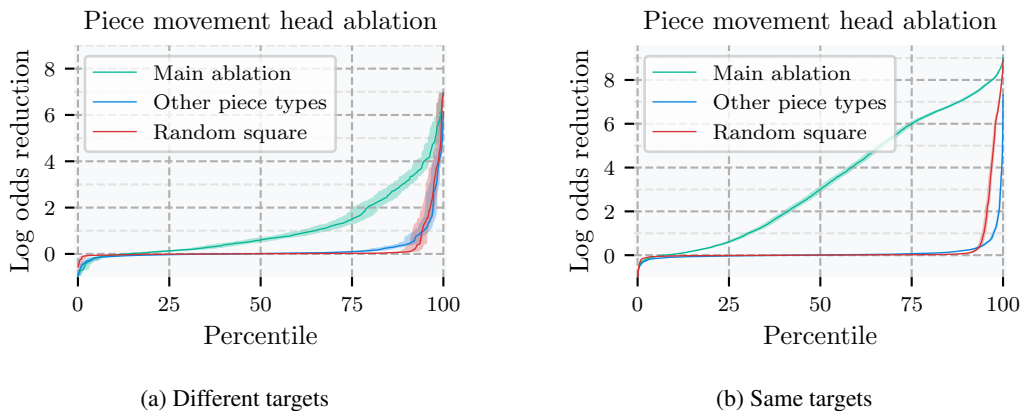 Piece movement head ablation
Log odds reduction
8
6
4
2
0
Main ablation
Other piece types
Random square
0
25
50
75
100
Percentile
(a) Different targets
Piece movement head ablation
Log odds reduction
8
6
4
2
0
Main ablation
Other piece types
Random square
0
25
50
75
100
Percentile
(b) Same targets